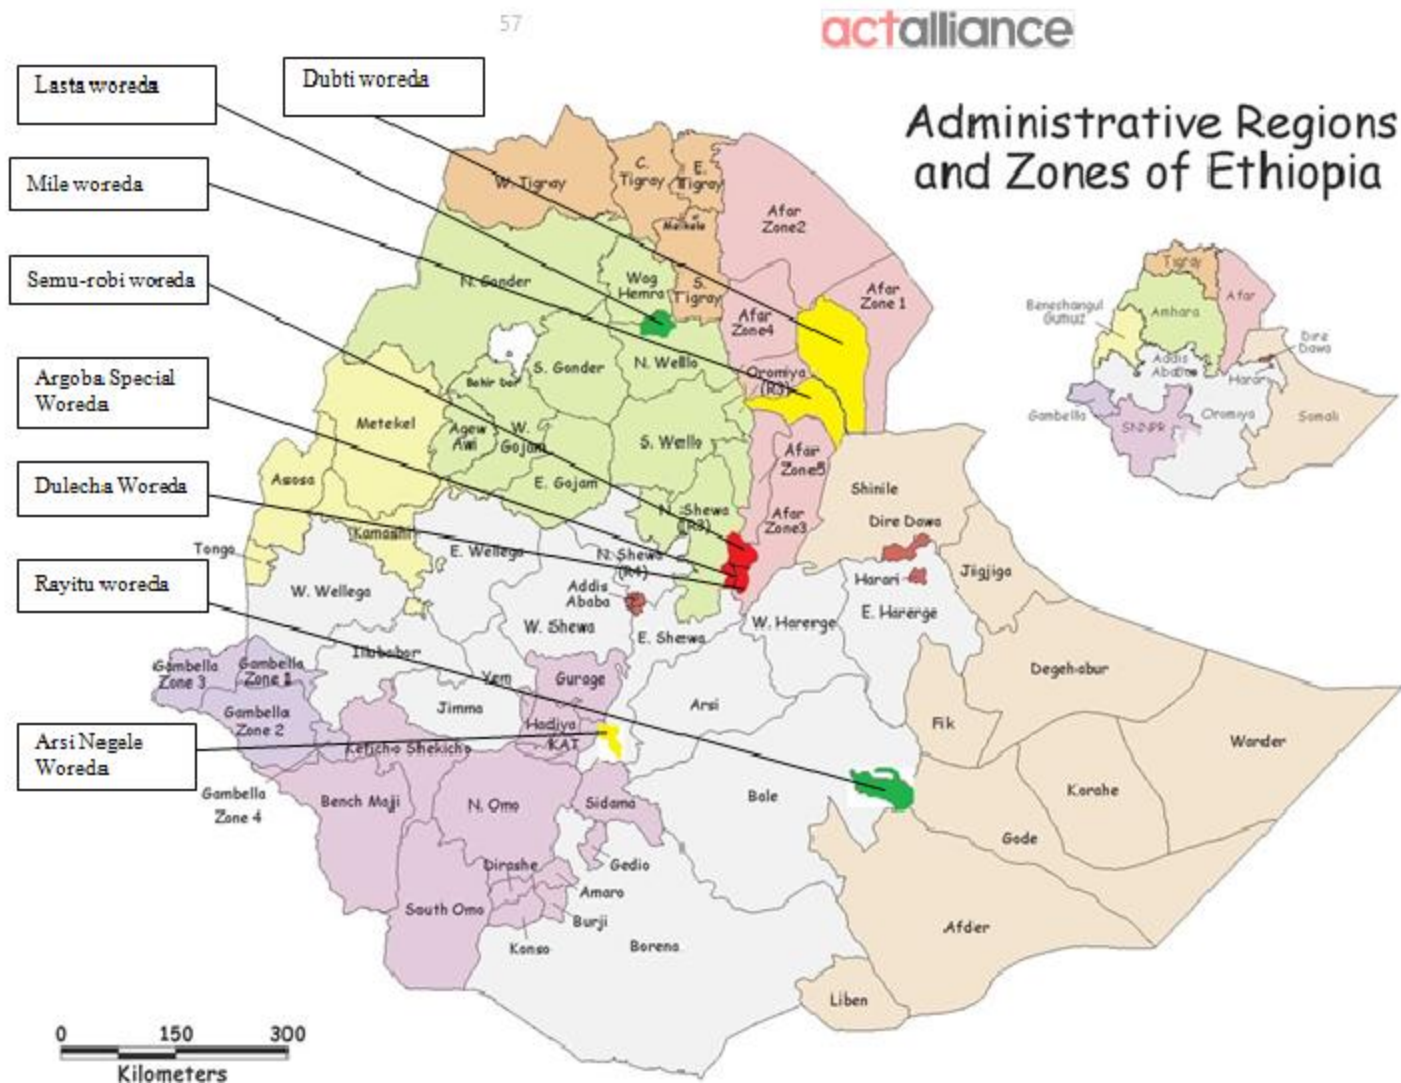 57
actalliance
Administrative Regions
and Zones of Ethiopia
Lasta woreda
Dubti woreda
Mile woreda
Semu-robi woreda
Argoba Special
Woreda
Dulecha Woreda
Rayitu woreda
Arsi Negele
Woreda
W. Tigray
C.
Tigray
E.
Tigray
Mekele
S.
Tigray
Afar
Zone2
Afar
Zone 1
Afar
Zone4
N. Gonder
Wag
Hemra
S. Gonder
N. Welllo
Oromiya
(R3)
Bahir Dar
Metekel
Agew
Awi
W.
Gojam
E. Gojam
S. Wello
Afar
Zone5
Afar
Zone3
Shinile
Dire Dawa
Assosa
Kamashi
Tongo
N. Shewa
(R3)
E. Wellega
N. Shewa
(R4)
Addis
Ababa
W. Wellega
W. Shewa
E. Shewa
W. Harerge
E. Harerge
Harari
Jigjiga
Illubabor
Gambella
Zone 3
Gambella
Zone 1
Gambella
Zone 2
Gambella
Zone 4
Yem
Jimma
Gurage
Hadiya
KAT
Keficho Shekicho
Arsi
Degehabur
Fik
Warder
Korahe
Gode
Bale
Bench Maji
N. Omo
Sidama
Gedio
Dirashe
Amaro
Burji
Konso
South Omo
Borena
Afder
Liben
Tigray
Afar
Beneshangul
Gumuz
Amhara
Dire
Dawa
Addis
Ababa
Harari
Gambella
SNNPR
Oromiya
Somali
0 150 300
Kilometers